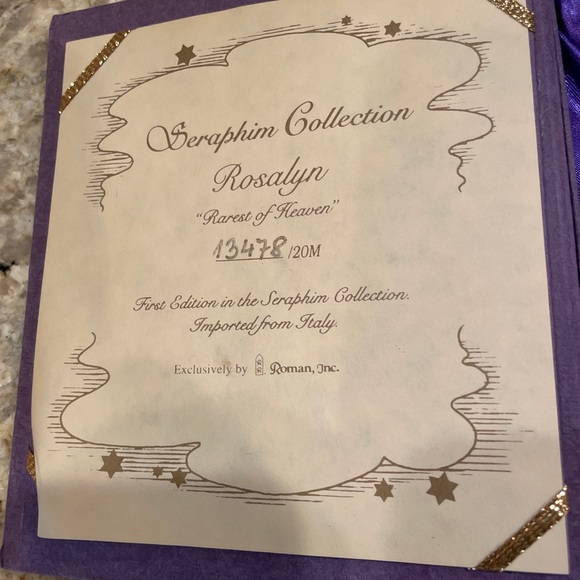 Seraphim Collection
Rosalyn
"Rarest of Heaven"
13478/20M
First Edition in the Seraphim Collection.
Imported from Italy.
Exclusively by Roman, Inc.